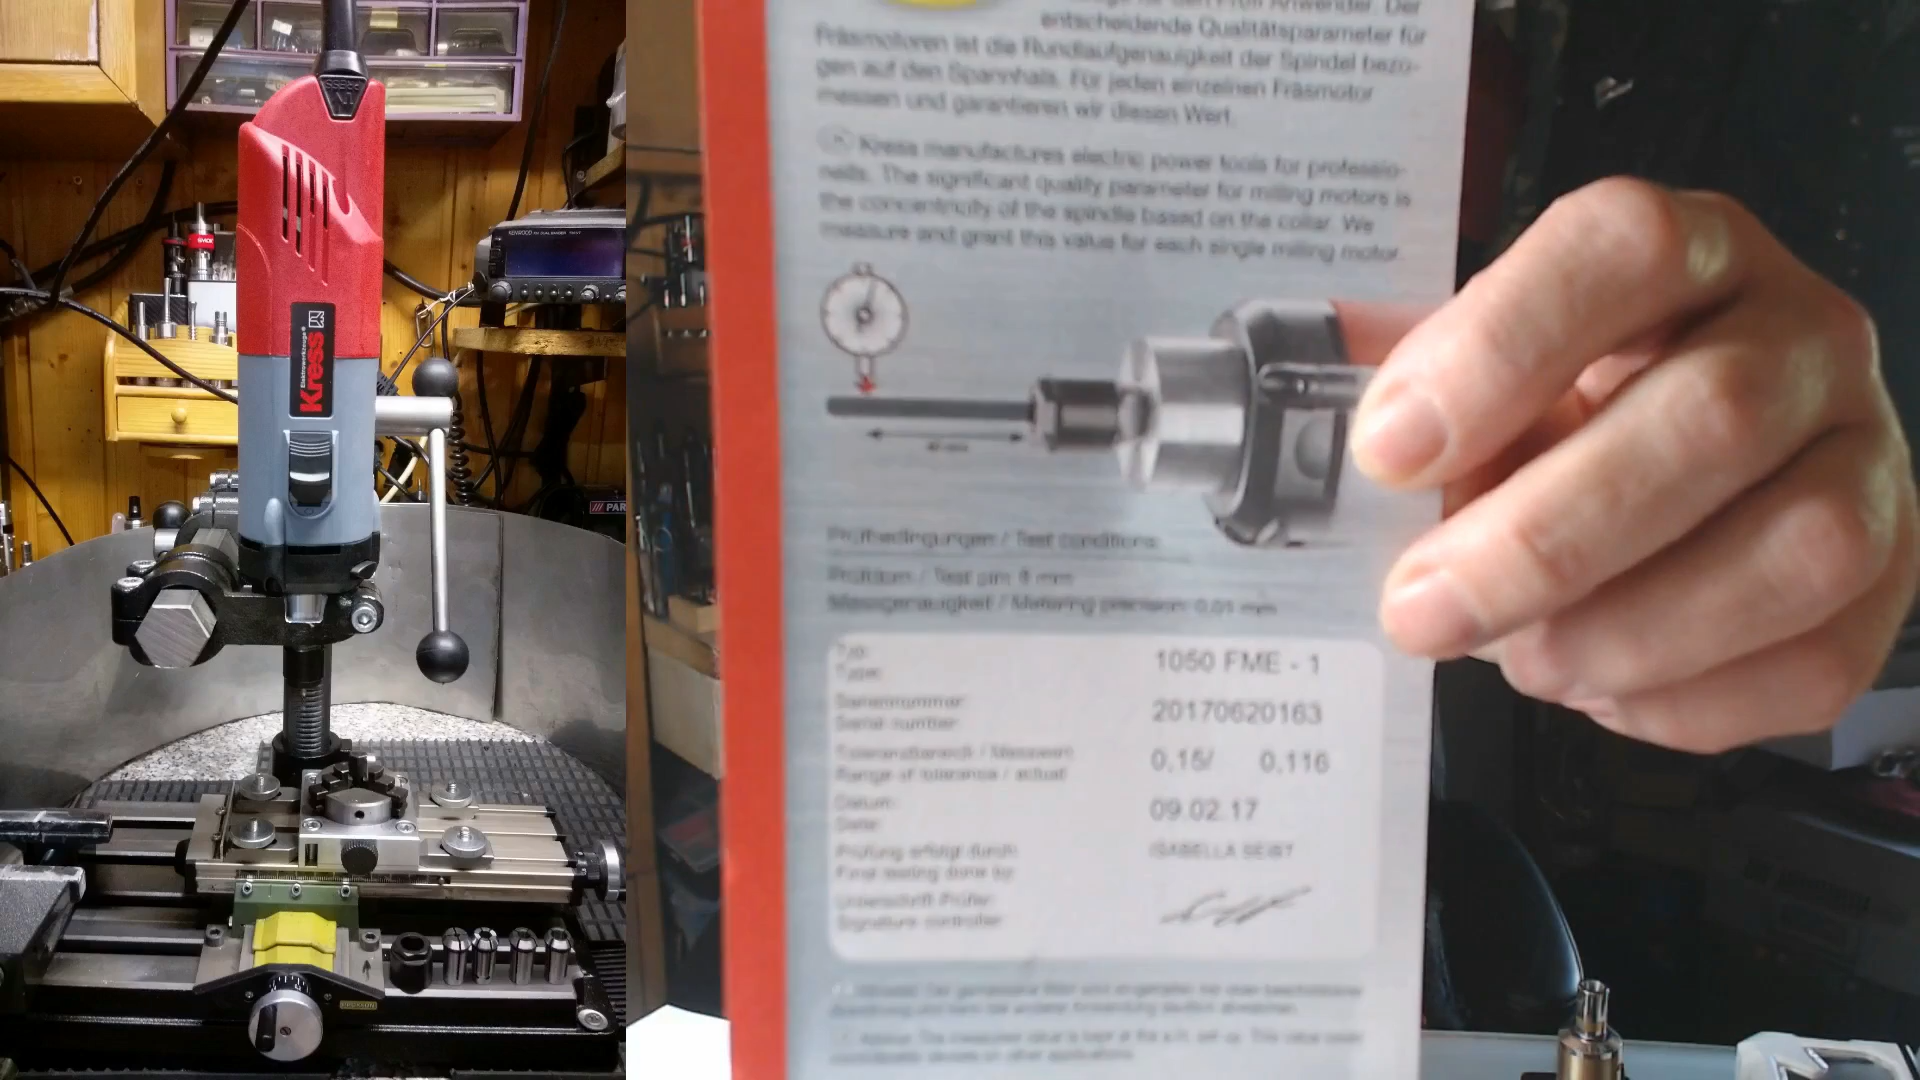 KENWOOD
Kress
Elektrowerkzeuge
entscheidende Qualitätsparameter für
Fräsmotoren ist die Rundlaufgenauigkeit der Spindel bezo-
gen auf den Spannhals. Für jeden einzelnen Fräsmotor
messen und garantieren wir diesen Wert.
Kress manufactures electric power tools for professio-
nells. The significant quality parameter for milling motors is
the concentricity of the spindle based on the collar. We
measure and grant this value for each single milling motor.
Prüfbedingungen / Test conditions:
Prüfdorn / Test pin: 8 mm
Messgenauigkeit / Metering precision: 0,01 mm
Typ:
Type:
1050 FME - 1
Seriennummer:
Serial number:
20170620163
Toleranzbereich / Messwert:
Range of tolerance / actual:
0,15/ 0,116
Datum:
Date:
09.02.17
Prüfung erfolgt durch:
Final testing done by:
ISABELLA SEIBT
Unterschrift Prüfer:
Signature controller: